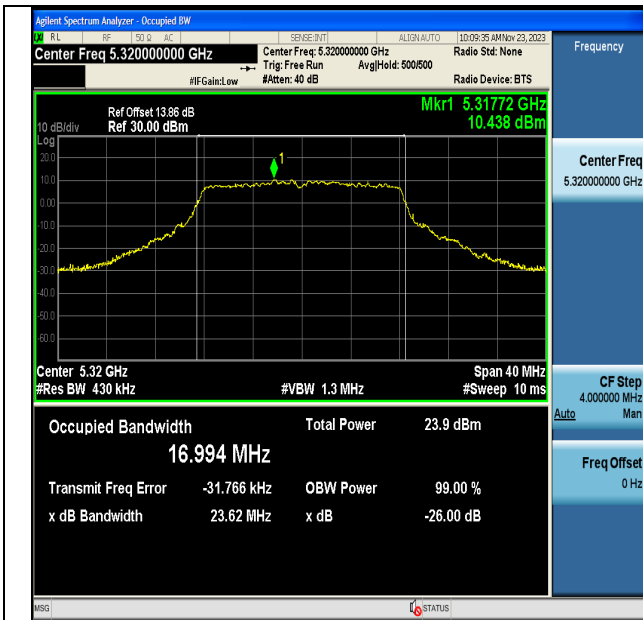 Agilent Spectrum Analyzer - Occupied BW
RL RF 50 Ω AC SENSE:INT ALIGN AUTO 10:09:35 AM Nov 23, 2023
Center Freq 5.320000000 GHz
Center Freq: 5.320000000 GHz
Radio Std: None
Trig: Free Run Avg|Hold: 500/500
#IFGain:Low #Atten: 40 dB Radio Device: BTS
Mkr1 5.31772 GHz
10.438 dBm
Ref Offset 13.86 dB
10 dB/div Ref 30.00 dBm
Log
20.0
10.0
0.00
-10.0
-20.0
-30.0
-40.0
-50.0
-60.0
1
Center 5.32 GHz Span 40 MHz
#Res BW 430 kHz #VBW 1.3 MHz #Sweep 10 ms
Occupied Bandwidth Total Power 23.9 dBm
16.994 MHz
Transmit Freq Error -31.766 kHz OBW Power 99.00 %
x dB Bandwidth 23.62 MHz x dB -26.00 dB
MSG STATUS
Frequency
Center Freq
5.320000000 GHz
CF Step
4.000000 MHz
Auto Man
Freq Offset
0 Hz